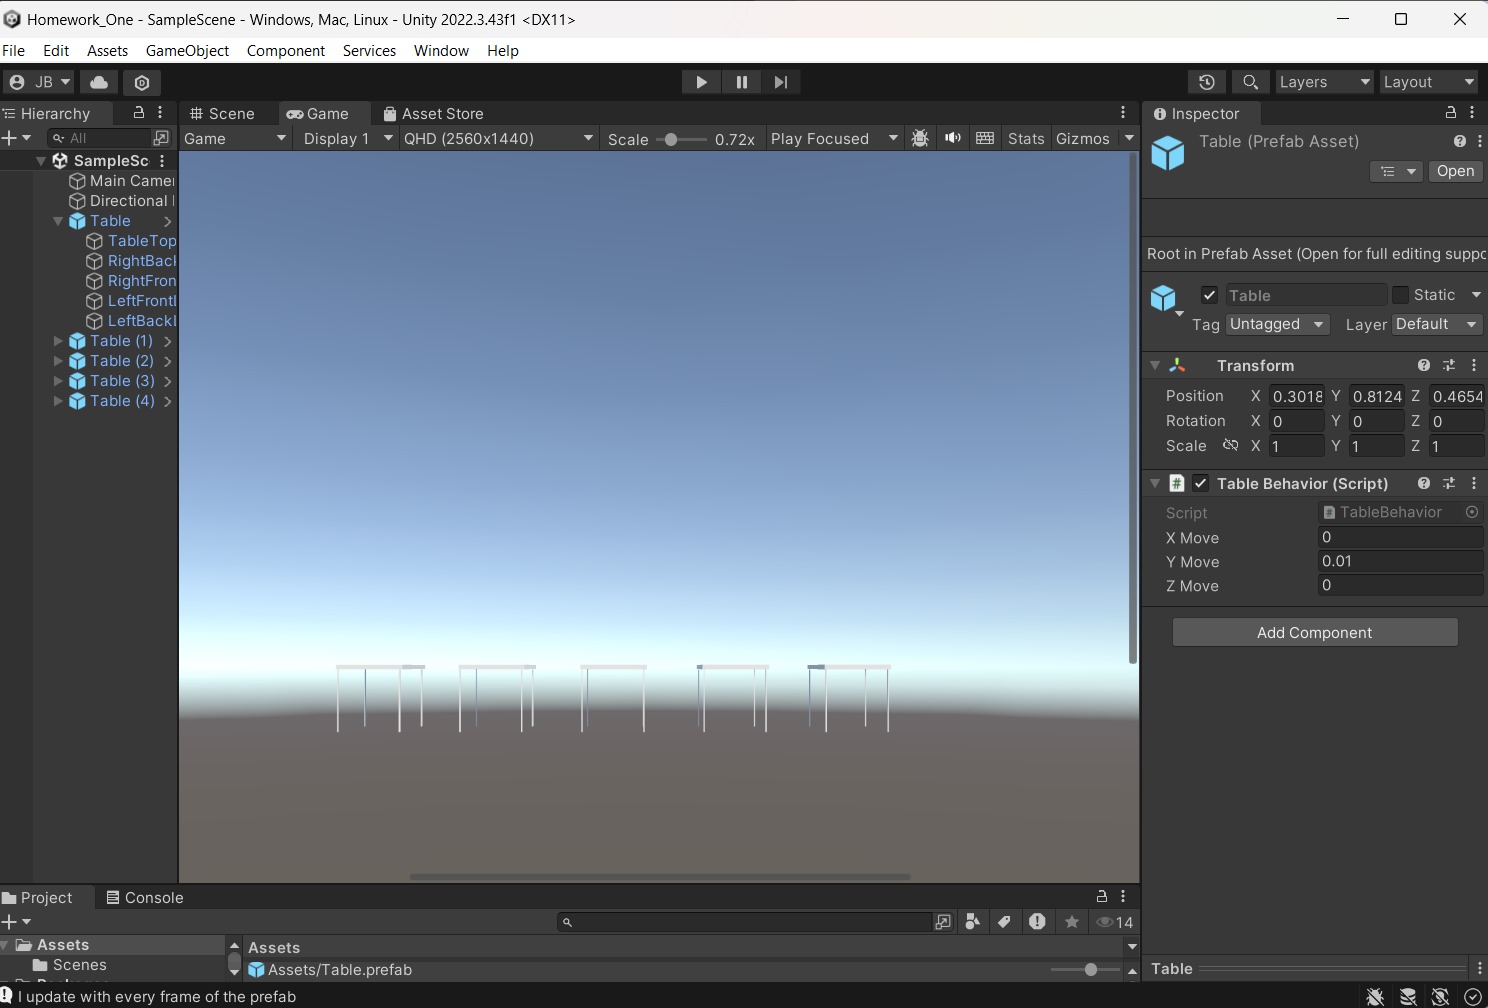 Homework_One - SampleScene - Windows, Mac, Linux - Unity 2022.3.43f1 <DX11>
File Edit Assets GameObject Component Services Window Help
JB Layers Layout
Hierarchy
All
SampleSc
Main Camer
Directional
Table
TableTop
RightBack
RightFron
LeftFrontl
LeftBackl
Table (1)
Table (2)
Table (3)
Table (4)
Scene Game Asset Store
Game Display 1 QHD (2560x1440) Scale 0.72x Play Focused Stats Gizmos
Inspector
Table (Prefab Asset)
Open
Root in Prefab Asset (Open for full editing suppo
Table Static
Tag Untagged Layer Default
Transform
Position X 0.3018 Y 0.8124 Z 0.4654
Rotation X 0 Y 0 Z 0
Scale X 1 Y 1 Z 1
# Table Behavior (Script)
Script # TableBehavior
X Move 0
Y Move 0.01
Z Move 0
Add Component
Project Console
14
Assets
Scenes
Assets
Assets/Table.prefab
Table
I update with every frame of the prefab